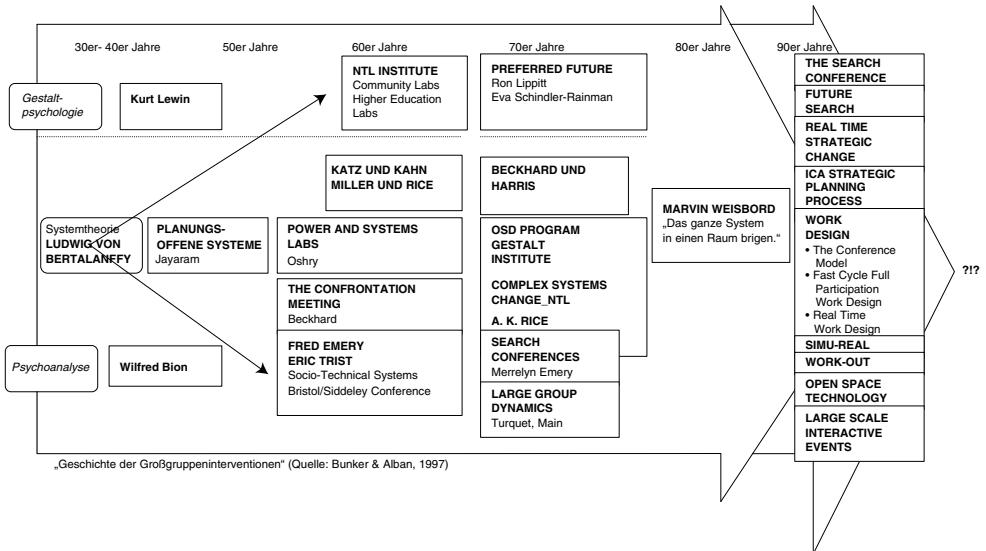 30er- 40er Jahre
50er Jahre
60er Jahre
70er Jahre
80er Jahre
90er Jahre
Gestalt-
psychologie
Kurt Lewin
NTL INSTITUTE
Community Labs
Higher Education
Labs
PREFERRED FUTURE
Ron Lippitt
Eva Schindler-Rainman
KATZ UND KAHN
MILLER UND RICE
BECKHARD UND
HARRIS
Systemtheorie
LUDWIG VON
BERTALANFFY
PLANUNGS-
OFFENE SYSTEME
Jayaram
POWER AND SYSTEMS
LABS
Oshry
THE CONFRONTATION
MEETING
Beckhard
FRED EMERY
ERIC TRIST
Socio-Technical Systems
Bristol/Siddeley Conference
OSD PROGRAM
GESTALT
INSTITUTE
COMPLEX SYSTEMS
CHANGE_NTL
A. K. RICE
SEARCH
CONFERENCES
Merrelyn Emery
LARGE GROUP
DYNAMICS
Turquet, Main
MARVIN WEISBORD
„Das ganze System
in einen Raum brigen.“
Psychoanalyse
Wilfred Bion
THE SEARCH
CONFERENCE
FUTURE
SEARCH
REAL TIME
STRATEGIC
CHANGE
ICA STRATEGIC
PLANNING
PROCESS
WORK
DESIGN
• The Conference
Model
• Fast Cycle Full
Participation
Work Design
• Real Time
Work Design
SIMU-REAL
WORK-OUT
OPEN SPACE
TECHNOLOGY
LARGE SCALE
INTERACTIVE
EVENTS
?!?
„Geschichte der Großgruppeninterventionen“ (Quelle: Bunker & Alban, 1997)